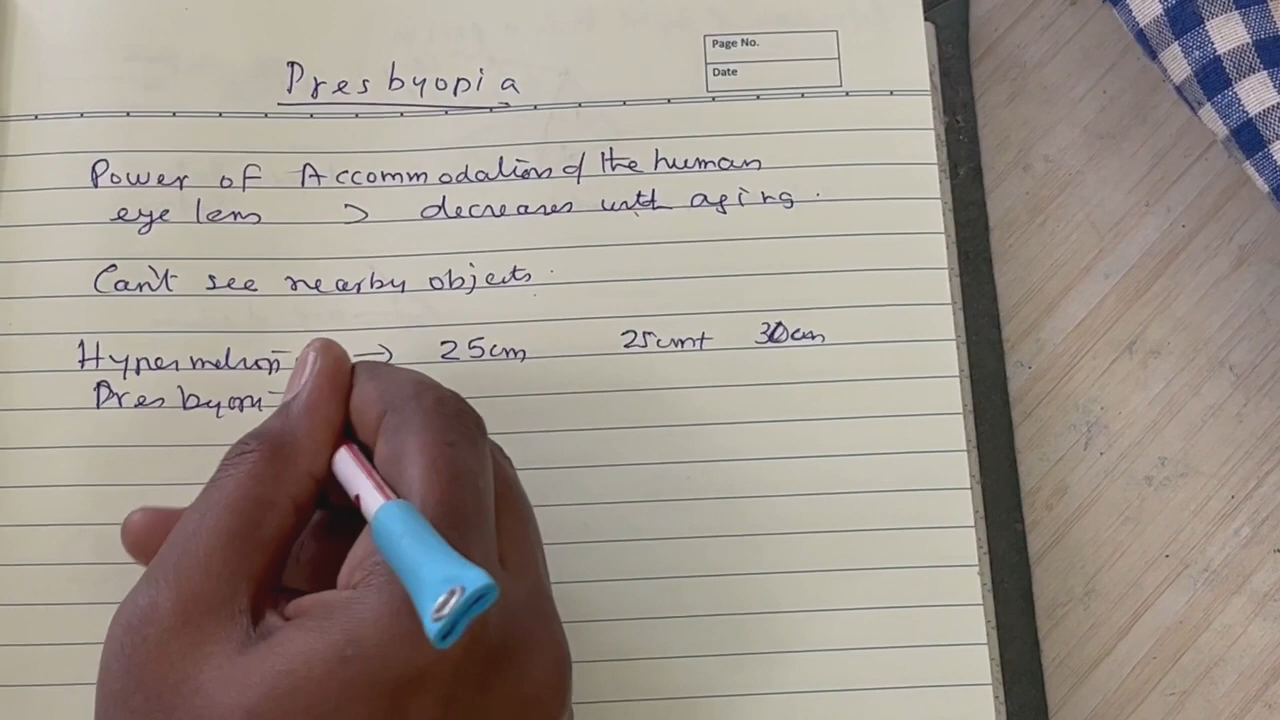 Page No.
Date
Presbyopia
Power of Accommodation of the human
eye lens > decreases with aging.
Can't see nearby objects.
→ 25cm 25cm 30cm